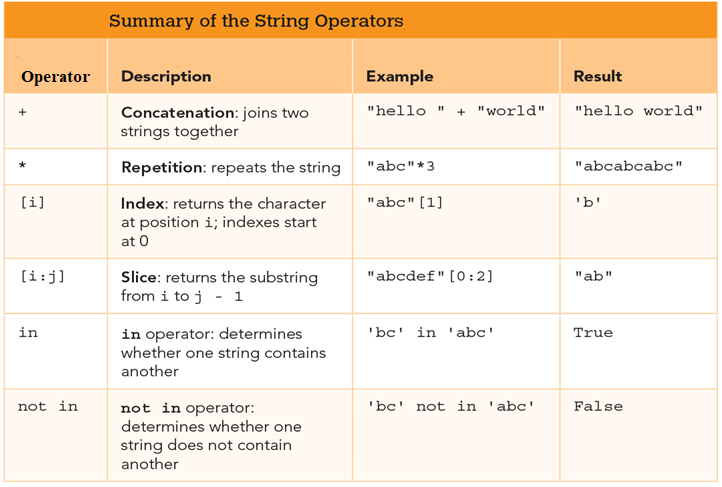 Summary of the String Operators
Operator Description Example Result
+ Concatenation: joins two "hello " + "world" "hello world"
strings together
* Repetition: repeats the string "abc"*3 "abcabcabc"
[i] Index: returns the character "abc"[1] 'b'
at position i; indexes start
at 0
[i:j] Slice: returns the substring "abcdef"[0:2] "ab"
from i to j - 1
in in operator: determines 'bc' in 'abc' True
whether one string contains
another
not in not in operator: 'bc' not in 'abc' False
determines whether one
string does not contain
another